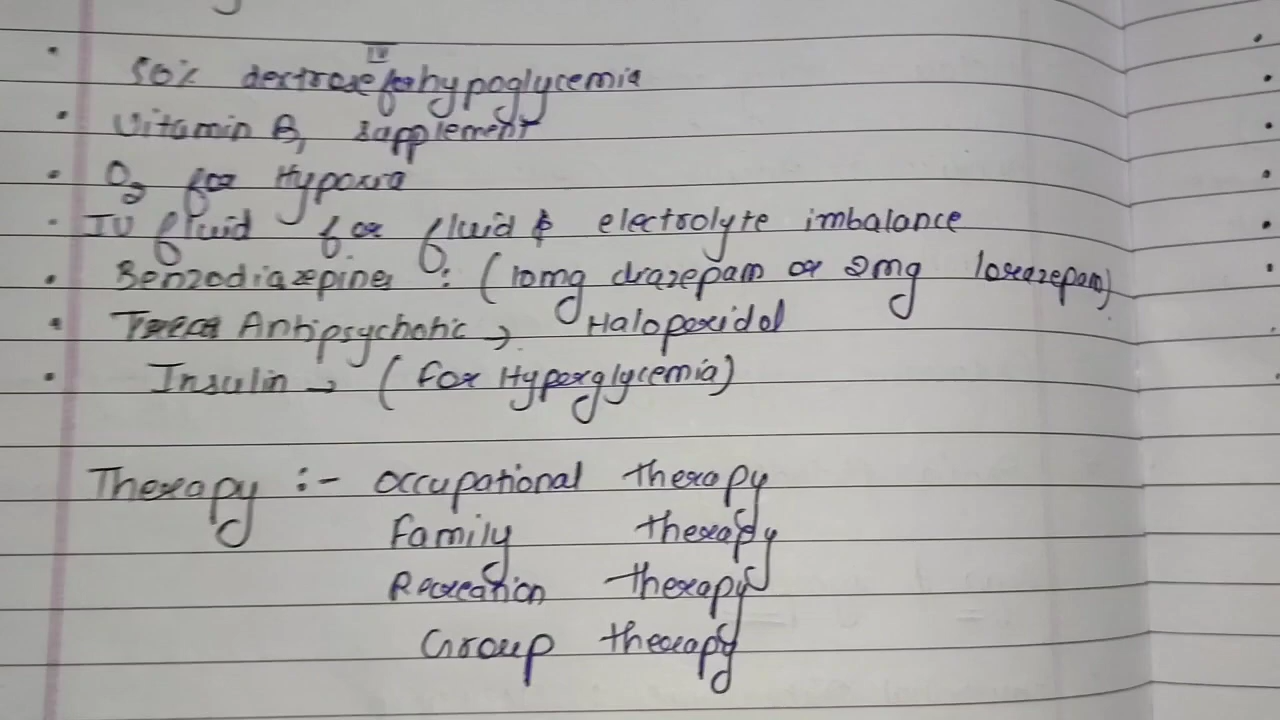 • 50% dextrose IV for hypoglycemia
• Vitamin B1 supplement
• O2 for Hypoxia
• IV fluid for fluid & electrolyte imbalance
• Benzodiazepines : (10mg diazepam or 2mg lorazepam)
• Antipsychotic → Haloperidol
• Insulin → (for Hyperglycemia)
Therapy :- Occupational therapy
Family therapy
Recreation therapy
Group therapy